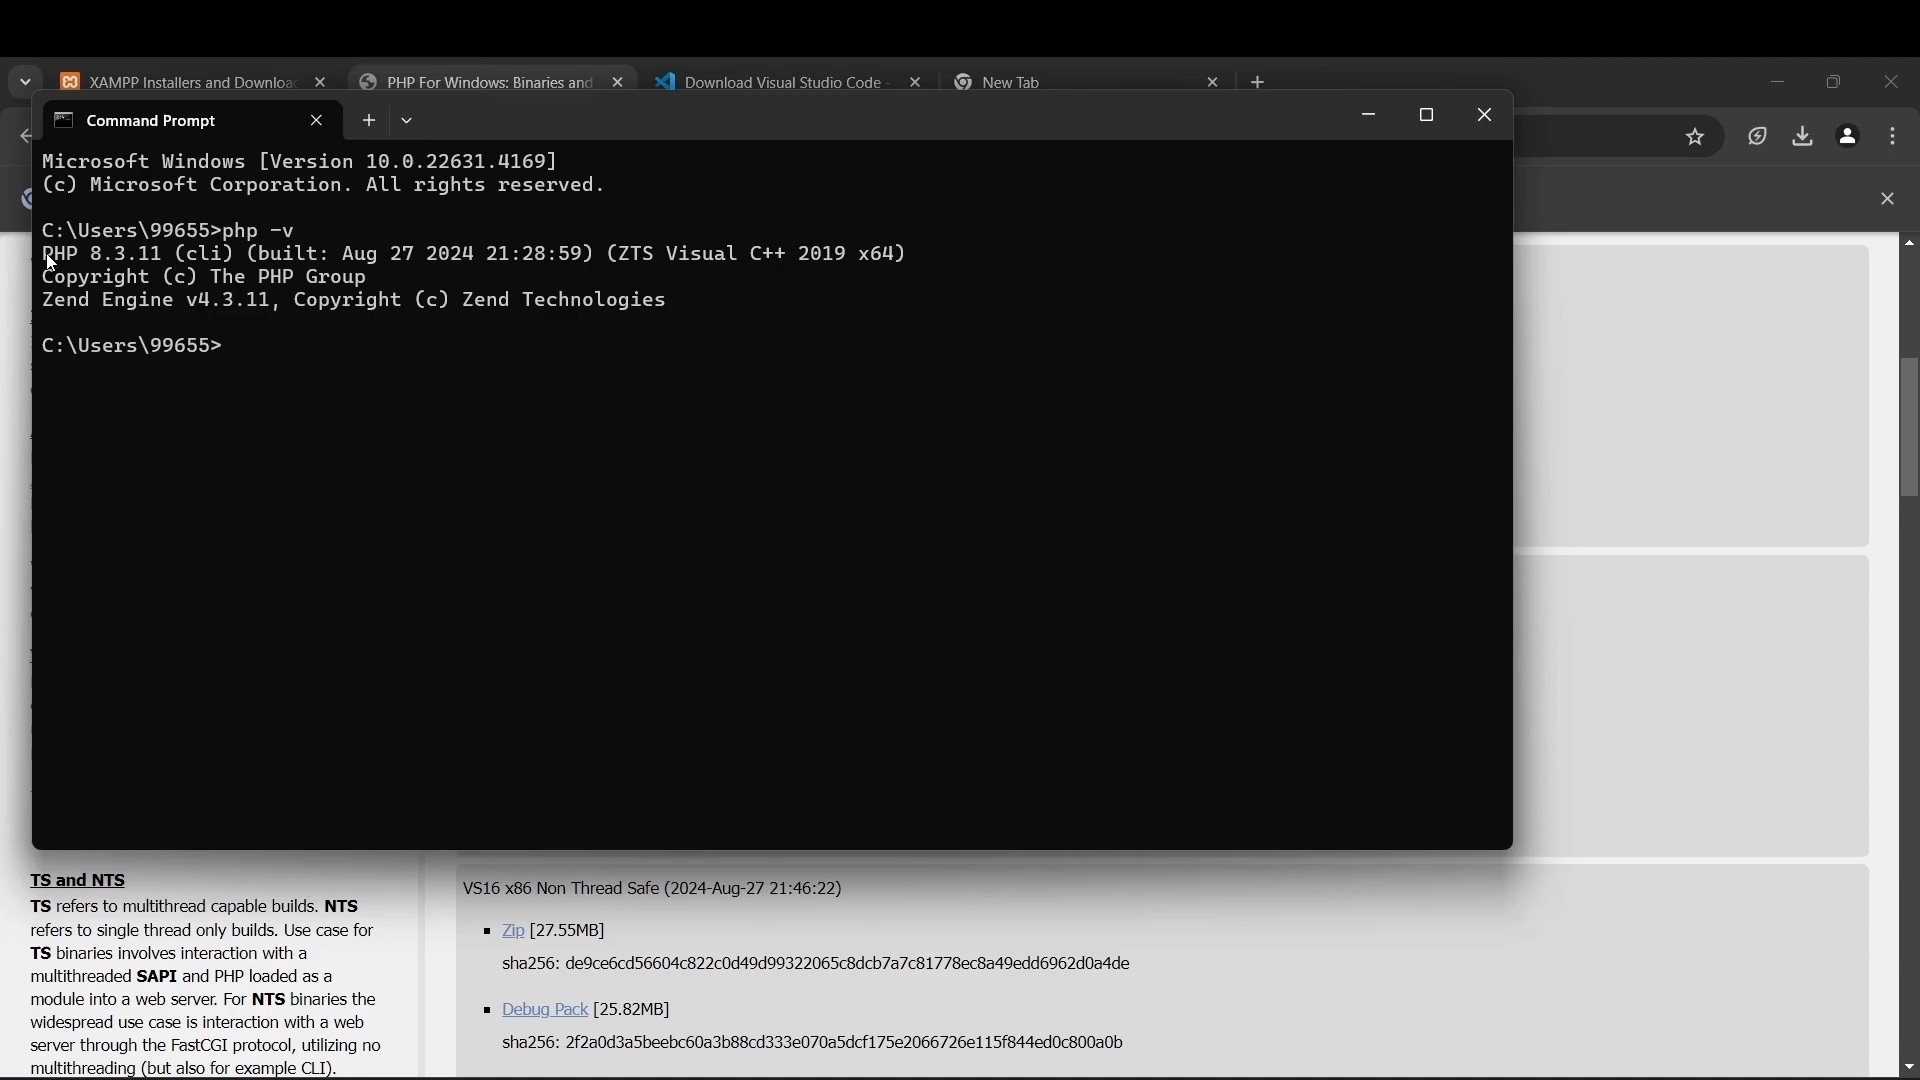 XAMPP Installers and Downloa
PHP For Windows: Binaries and
Download Visual Studio Code -
New Tab
Command Prompt
Microsoft Windows [Version 10.0.22631.4169]
(c) Microsoft Corporation. All rights reserved.
C:\Users\99655>php -v
PHP 8.3.11 (cli) (built: Aug 27 2024 21:28:59) (ZTS Visual C++ 2019 x64)
Copyright (c) The PHP Group
Zend Engine v4.3.11, Copyright (c) Zend Technologies
C:\Users\99655>
TS and NTS
TS refers to multithread capable builds. NTS
refers to single thread only builds. Use case for
TS binaries involves interaction with a
multithreaded SAPI and PHP loaded as a
module into a web server. For NTS binaries the
widespread use case is interaction with a web
server through the FastCGI protocol, utilizing no
multithreading (but also for example CLI).
VS16 x86 Non Thread Safe (2024-Aug-27 21:46:22)
Zip [27.55MB]
sha256: de9ce6cd56604c822c0d49d99322065c8dcb7a7c81778ec8a49edd6962d0a4de
Debug Pack [25.82MB]
sha256: 2f2a0d3a5beebc60a3b88cd333e070a5dcf175e2066726e115f844ed0c800a0b